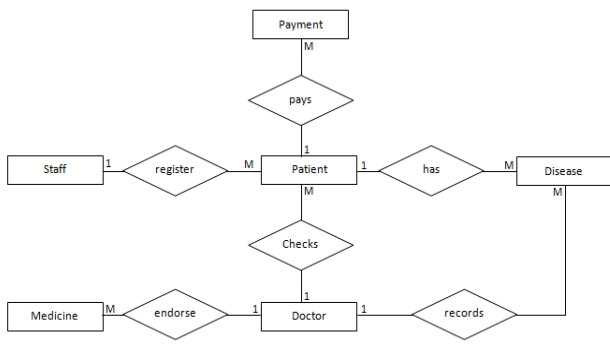 Payment
M
pays
1
Staff
1
register
M
Patient
1
has
M
Disease
M
M
Checks
1
Medicine
M
endorse
1
Doctor
1
records